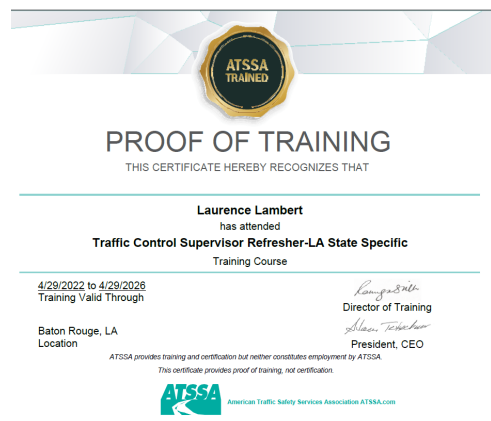 ATSSA
TRAINED
PROOF OF TRAINING
THIS CERTIFICATE HEREBY RECOGNIZES THAT
Laurence Lambert
has attended
Traffic Control Supervisor Refresher-LA State Specific
Training Course
4/29/2022 to 4/29/2026
Training Valid Through
Director of Training
Baton Rouge, LA
Location
President, CEO
ATSSA provides training and certification but neither constitutes employment by ATSSA.
This certificate provides proof of training, not certification.
ATSSA
American Traffic Safety Services Association ATSSA.com